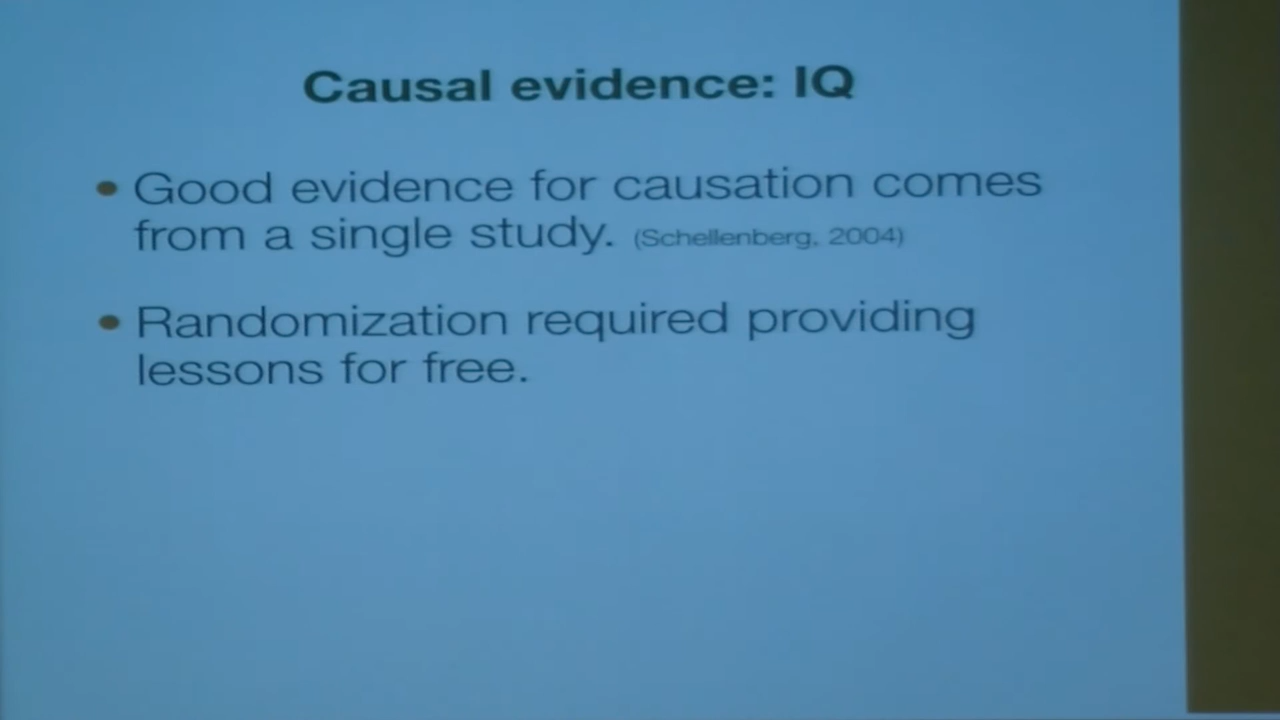 Causal evidence: IQ
• Good evidence for causation comes
from a single study. (Schellenberg, 2004)
• Randomization required providing
lessons for free.